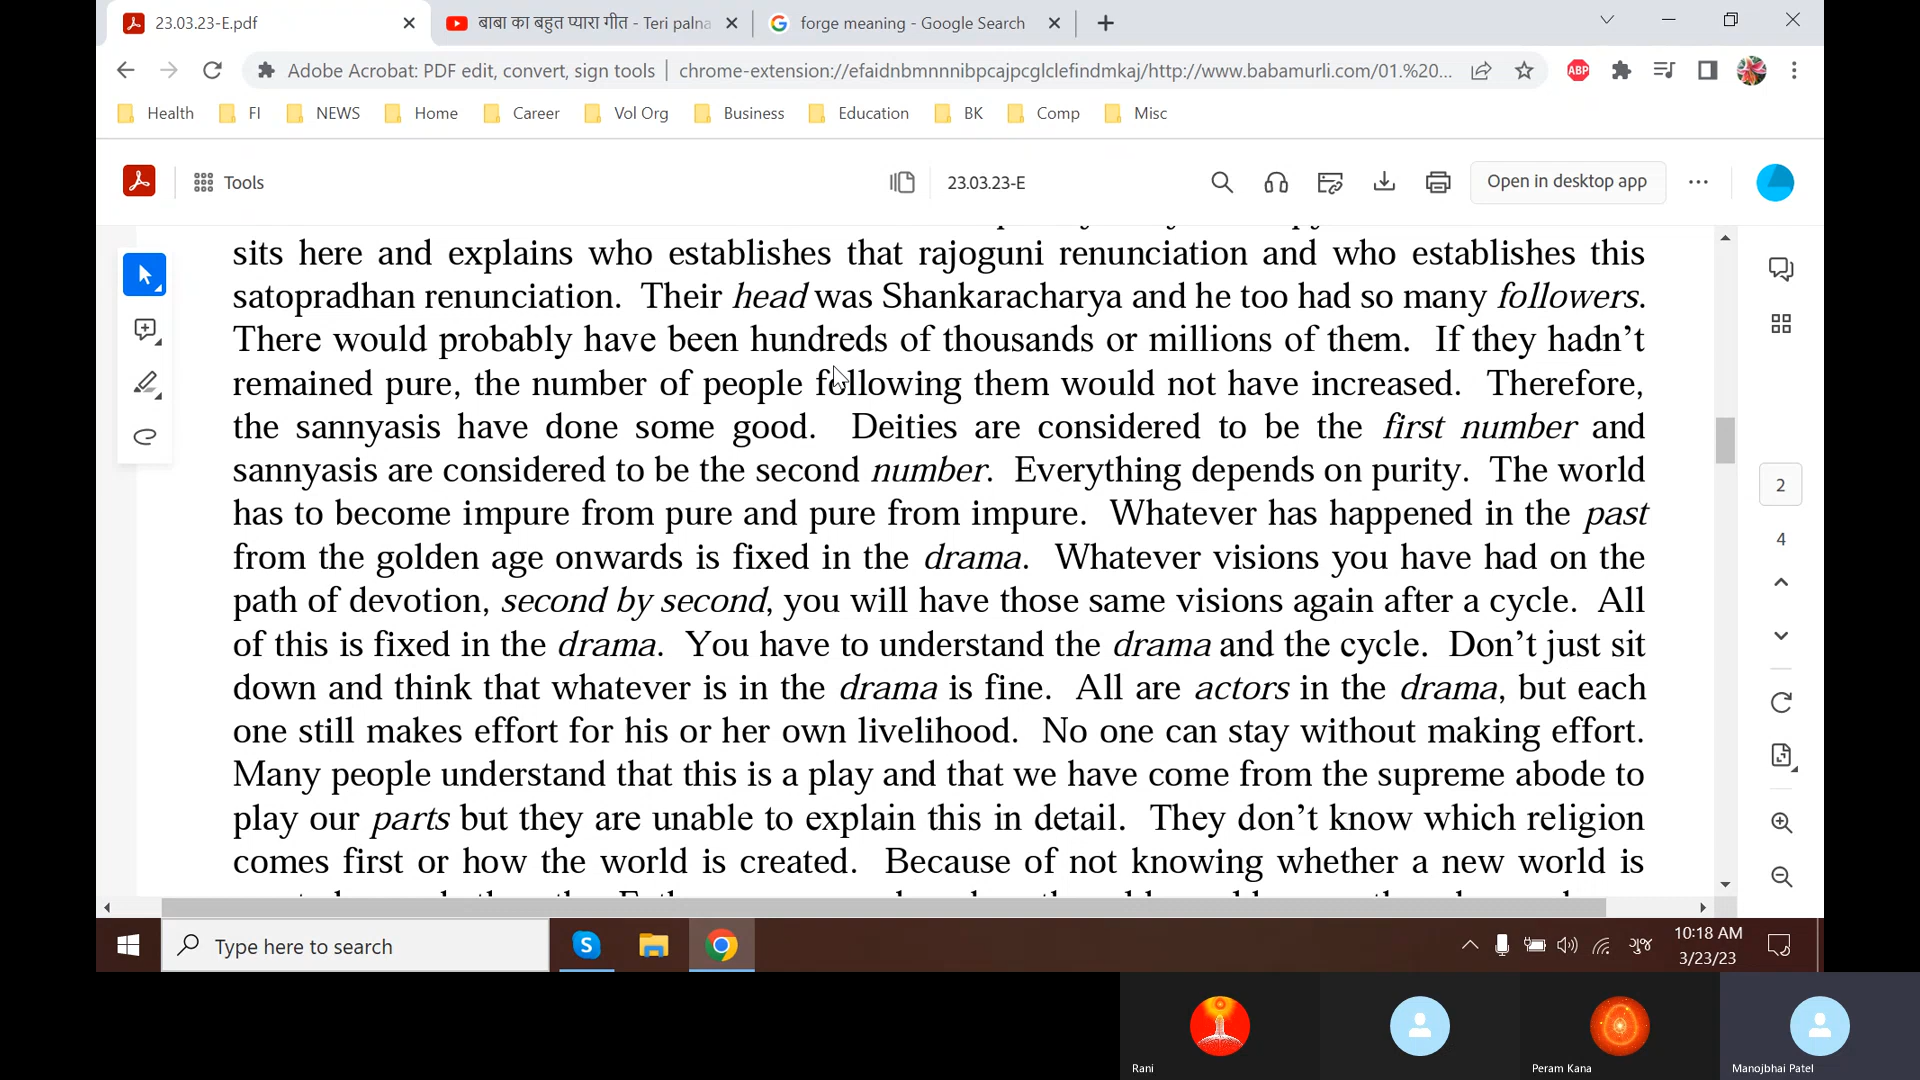 23.03.23-E.pdf
बाबा का बहुत प्यारा गीत - Teri palna
forge meaning - Google Search
Adobe Acrobat: PDF edit, convert, sign tools
chrome-extension://efaidnbmnnnibpcajpcglclefindmkaj/http://www.babamurli.com/01.%20...
ABP
Health FI NEWS Home Career Vol Org Business Education BK Comp Misc
Tools
23.03.23-E
Open in desktop app
sits here and explains who establishes that rajoguni renunciation and who establishes this
satopradhan renunciation. Their head was Shankaracharya and he too had so many followers.
There would probably have been hundreds of thousands or millions of them. If they hadn't
remained pure, the number of people following them would not have increased. Therefore,
the sannyasis have done some good. Deities are considered to be the first number and
sannyasis are considered to be the second number. Everything depends on purity. The world
has to become impure from pure and pure from impure. Whatever has happened in the past
from the golden age onwards is fixed in the drama. Whatever visions you have had on the
path of devotion, second by second, you will have those same visions again after a cycle. All
of this is fixed in the drama. You have to understand the drama and the cycle. Don't just sit
down and think that whatever is in the drama is fine. All are actors in the drama, but each
one still makes effort for his or her own livelihood. No one can stay without making effort.
Many people understand that this is a play and that we have come from the supreme abode to
play our parts but they are unable to explain this in detail. They don't know which religion
comes first or how the world is created. Because of not knowing whether a new world is
2
4
Type here to search
S
ગુજ
10:18 AM
3/23/23
Rani
Peram Kana
Manojbhai Patel